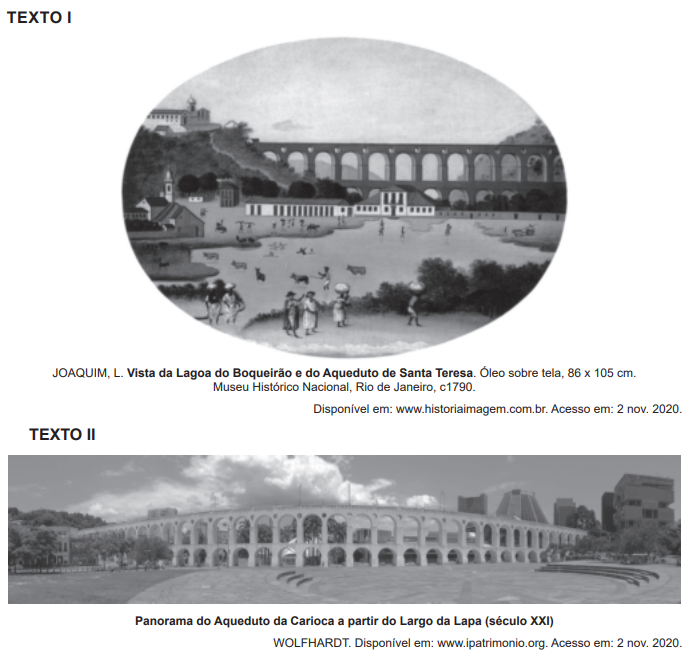 TEXTO I
JOAQUIM, L. Vista da Lagoa do Boqueirão e do Aqueduto de Santa Teresa. Óleo sobre tela, 86 x 105 cm.
Museu Histórico Nacional, Rio de Janeiro, c1790.
Disponível em: www.historiaimagem.com.br. Acesso em: 2 nov. 2020.
TEXTO II
Panorama do Aqueduto da Carioca a partir do Largo da Lapa (século XXI)
WOLFHARDT. Disponível em: www.ipatrimonio.org. Acesso em: 2 nov. 2020.